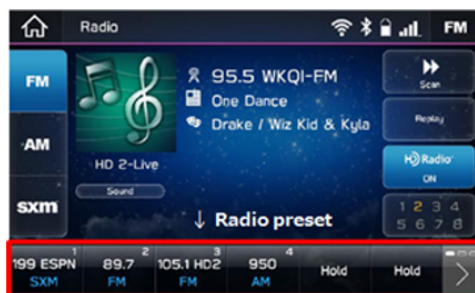 Radio
FM
FM
AM
sxm
95.5 WKQI-FM
One Dance
Drake / Wiz Kid & Kyla
HD 2-Live
Sound
Scan
Replay
HD Radio
ON
1 2 3 4
5 6 7 8
↓ Radio preset
1
199 ESPN
SXM
2
89.7
FM
3
105.1 HD2
FM
4
950
AM
Hold
Hold